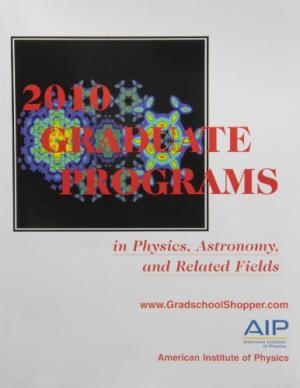 2010
GRADUATE
PROGRAMS
in Physics, Astronomy,
and Related Fields
www.GradschoolShopper.com
AIP
American Institute
of Physics
American Institute of Physics